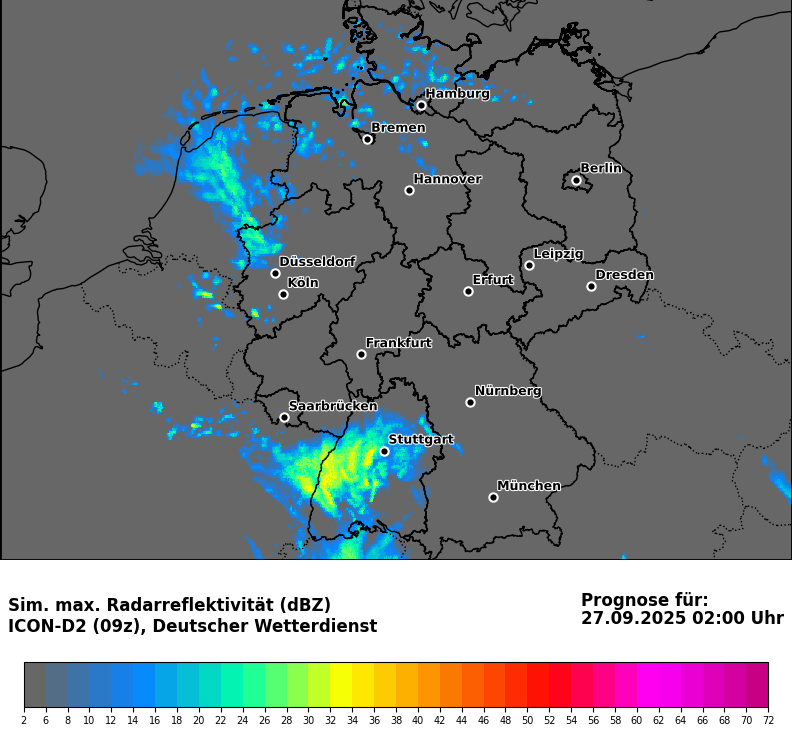 Hamburg
Bremen
Berlin
Hannover
Leipzig
Düsseldorf
Dresden
Köln
Erfurt
Frankfurt
Nürnberg
Saarbrücken
Stuttgart
München
Sim. max. Radarreflektivität (dBZ)
ICON-D2 (09z), Deutscher Wetterdienst
Prognose für:
27.09.2025 02:00 Uhr
2 6 8 10 12 14 16 18 20 22 24 26 28 30 32 34 36 38 40 42 44 46 48 50 52 54 56 58 60 62 64 66 68 70 72